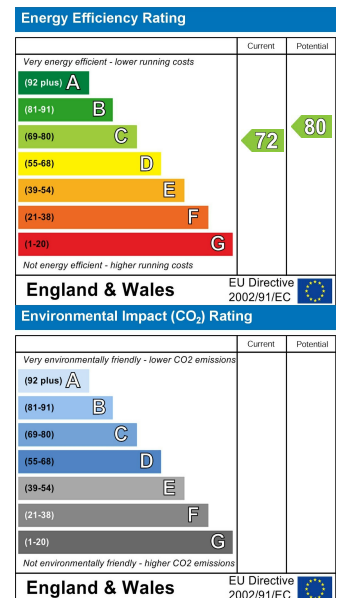 Energy Efficiency Rating
Current Potential
Very energy efficient - lower running costs
(92 plus) A
(81-91) B
(69-80) C
(55-68) D
(39-54) E
(21-38) F
(1-20) G
72
80
Not energy efficient - higher running costs
England & Wales
EU Directive
2002/91/EC
Environmental Impact (CO₂) Rating
Current Potential
Very environmentally friendly - lower CO2 emissions
(92 plus) A
(81-91) B
(69-80) C
(55-68) D
(39-54) E
(21-38) F
(1-20) G
Not environmentally friendly - higher CO2 emissions
England & Wales
EU Directive
2002/91/EC